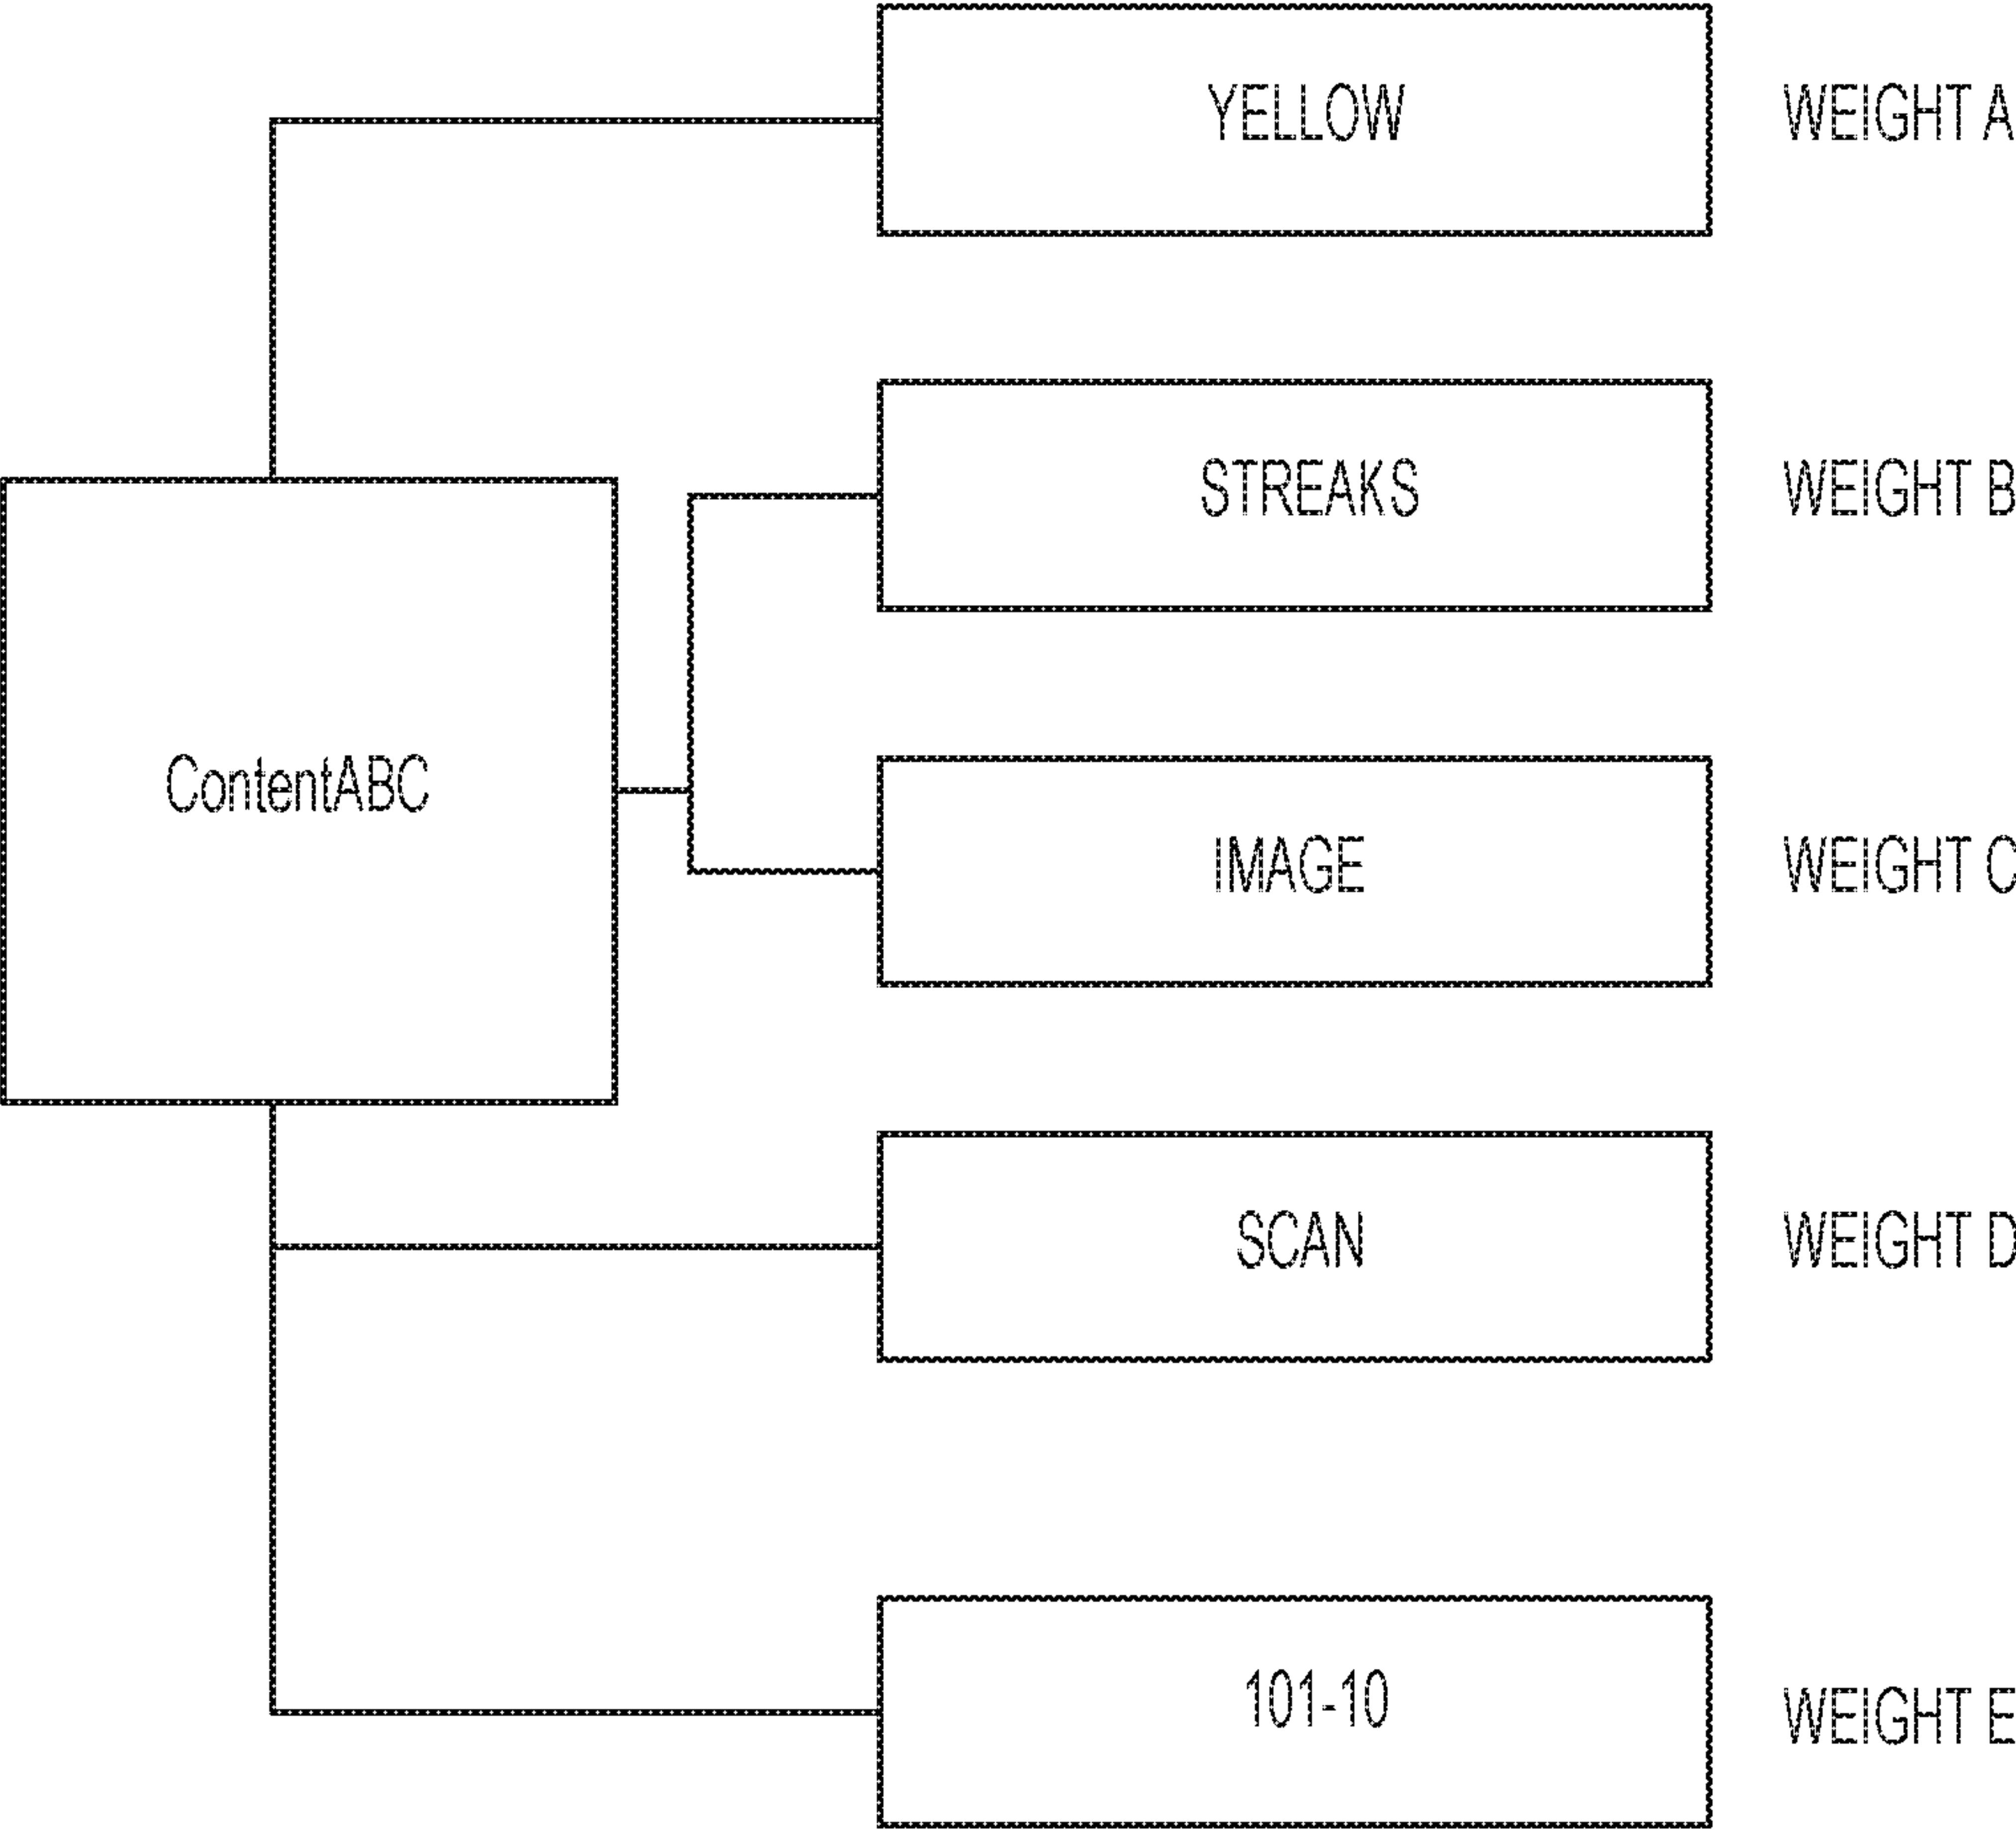 YELLOW WEIGHT A
STREAKS WEIGHT B
ContentABC
IMAGE WEIGHT C
SCAN WEIGHT D
101-10 WEIGHT E